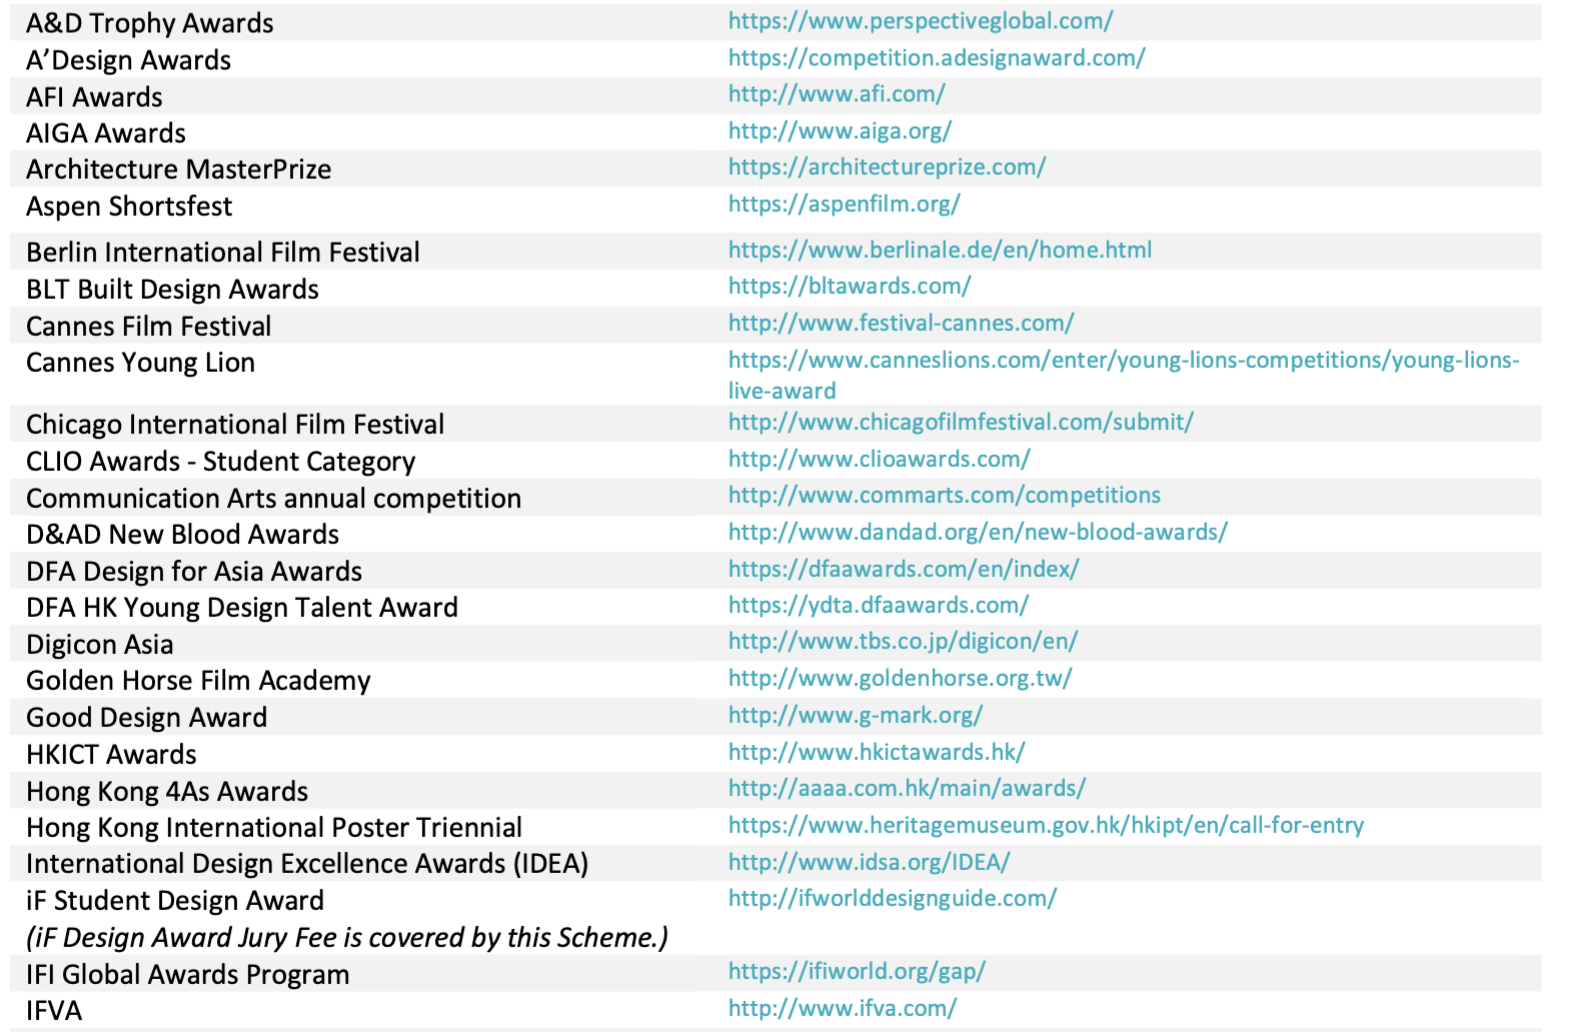 A&D Trophy Awards https://www.perspectiveglobal.com/
A’Design Awards https://competition.adesignaward.com/
AFI Awards http://www.afi.com/
AIGA Awards http://www.aiga.org/
Architecture MasterPrize https://architectureprize.com/
Aspen Shortsfest https://aspenfilm.org/
Berlin International Film Festival https://www.berlinale.de/en/home.html
BLT Built Design Awards https://bltawards.com/
Cannes Film Festival http://www.festival-cannes.com/
Cannes Young Lion https://www.canneslions.com/enter/young-lions-competitions/young-lions-
live-award
Chicago International Film Festival http://www.chicagofilmfestival.com/submit/
CLIO Awards - Student Category http://www.clioawards.com/
Communication Arts annual competition http://www.commarts.com/competitions
D&AD New Blood Awards http://www.dandad.org/en/new-blood-awards/
DFA Design for Asia Awards https://dfaawards.com/en/index/
DFA HK Young Design Talent Award https://ydta.dfaawards.com/
Digicon Asia http://www.tbs.co.jp/digicon/en/
Golden Horse Film Academy http://www.goldenhorse.org.tw/
Good Design Award http://www.g-mark.org/
HKICT Awards http://www.hkictawards.hk/
Hong Kong 4As Awards http://aaaa.com.hk/main/awards/
Hong Kong International Poster Triennial https://www.heritagemuseum.gov.hk/hkipt/en/call-for-entry
International Design Excellence Awards (IDEA) http://www.idsa.org/IDEA/
iF Student Design Award http://ifworlddesignguide.com/
(iF Design Award Jury Fee is covered by this Scheme.)
IFI Global Awards Program https://ifiworld.org/gap/
IFVA http://www.ifva.com/